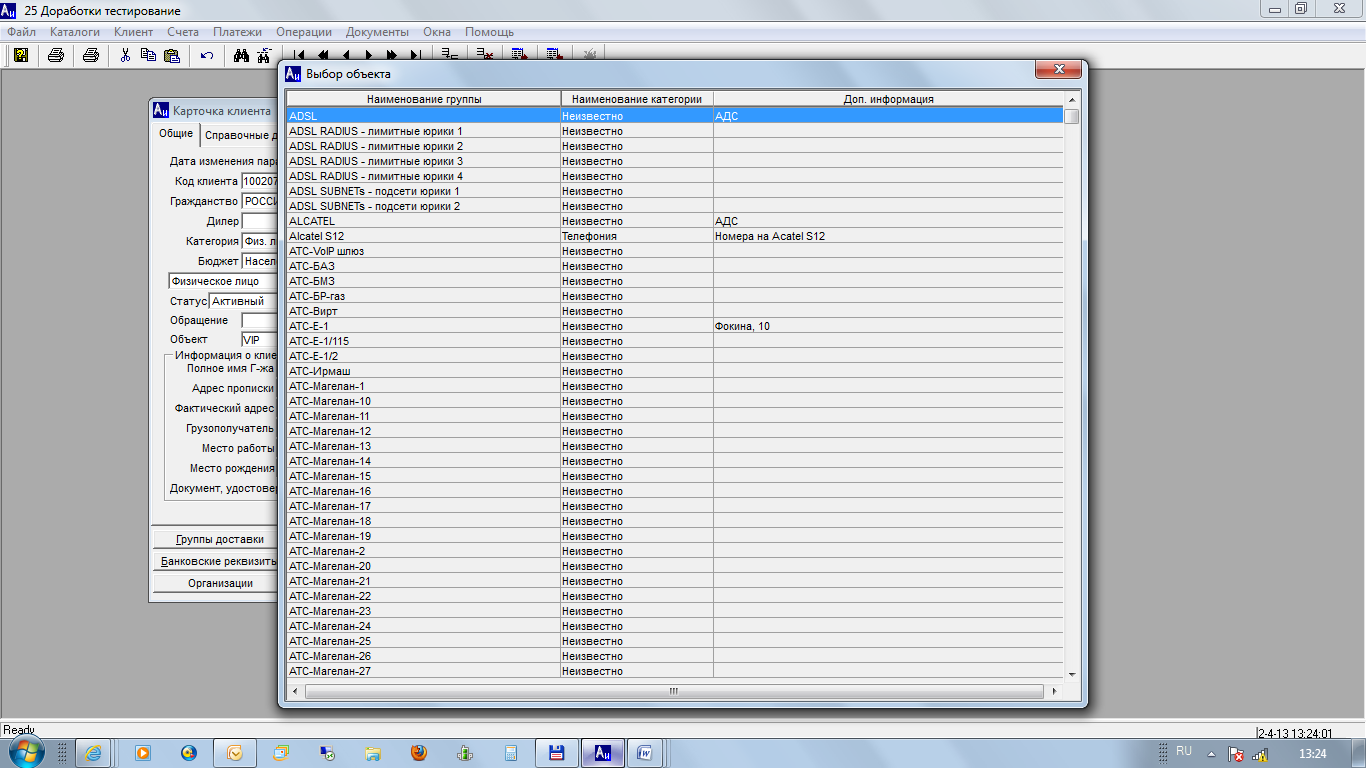 25 Доработки тестирование
Файл Каталоги Клиент Счета Платежи Операции Документы Окна Помощь
Выбор объекта
Наименование группы Наименование категории Доп. информация
ADSL Неизвестно АДС
ADSL RADIUS - лимитные юрики 1 Неизвестно
ADSL RADIUS - лимитные юрики 2 Неизвестно
ADSL RADIUS - лимитные юрики 3 Неизвестно
ADSL RADIUS - лимитные юрики 4 Неизвестно
ADSL SUBNETs - подсети юрики 1 Неизвестно
ADSL SUBNETs - подсети юрики 2 Неизвестно
ALCATEL Неизвестно АДС
Alcatel S12 Телефония Номера на Acatel S12
АТС-VoIP шлюз Неизвестно
АТС-БАЗ Неизвестно
АТС-БМЗ Неизвестно
АТС-БР-газ Неизвестно
АТС-Вирт Неизвестно
АТС-Е-1 Неизвестно Фокина, 10
АТС-Е-1/115 Неизвестно
АТС-Е-1/2 Неизвестно
АТС-Ирмаш Неизвестно
АТС-Магелан-1 Неизвестно
АТС-Магелан-10 Неизвестно
АТС-Магелан-11 Неизвестно
АТС-Магелан-12 Неизвестно
АТС-Магелан-13 Неизвестно
АТС-Магелан-14 Неизвестно
АТС-Магелан-15 Неизвестно
АТС-Магелан-16 Неизвестно
АТС-Магелан-17 Неизвестно
АТС-Магелан-18 Неизвестно
АТС-Магелан-19 Неизвестно
АТС-Магелан-2 Неизвестно
АТС-Магелан-20 Неизвестно
АТС-Магелан-21 Неизвестно
АТС-Магелан-22 Неизвестно
АТС-Магелан-23 Неизвестно
АТС-Магелан-24 Неизвестно
АТС-Магелан-25 Неизвестно
АТС-Магелан-26 Неизвестно
АТС-Магелан-27 Неизвестно
Карточка клиента
Общие Справочные д
Дата изменения пара
Код клиента 100207
Гражданство РОССИ
Дилер
Категория Физ. л
Бюджет Насел
Физическое лицо
Статус Активный
Обращение
Объект VIP
Информация о клие
Полное имя Г-жа
Адрес прописки
Фактический адрес
Грузополучатель
Место работы
Место рождения
Документ, удостовер
Группы доставки
Банковские реквизиты
Организации
Ready 2-4-13 13:24:01
RU 13:24